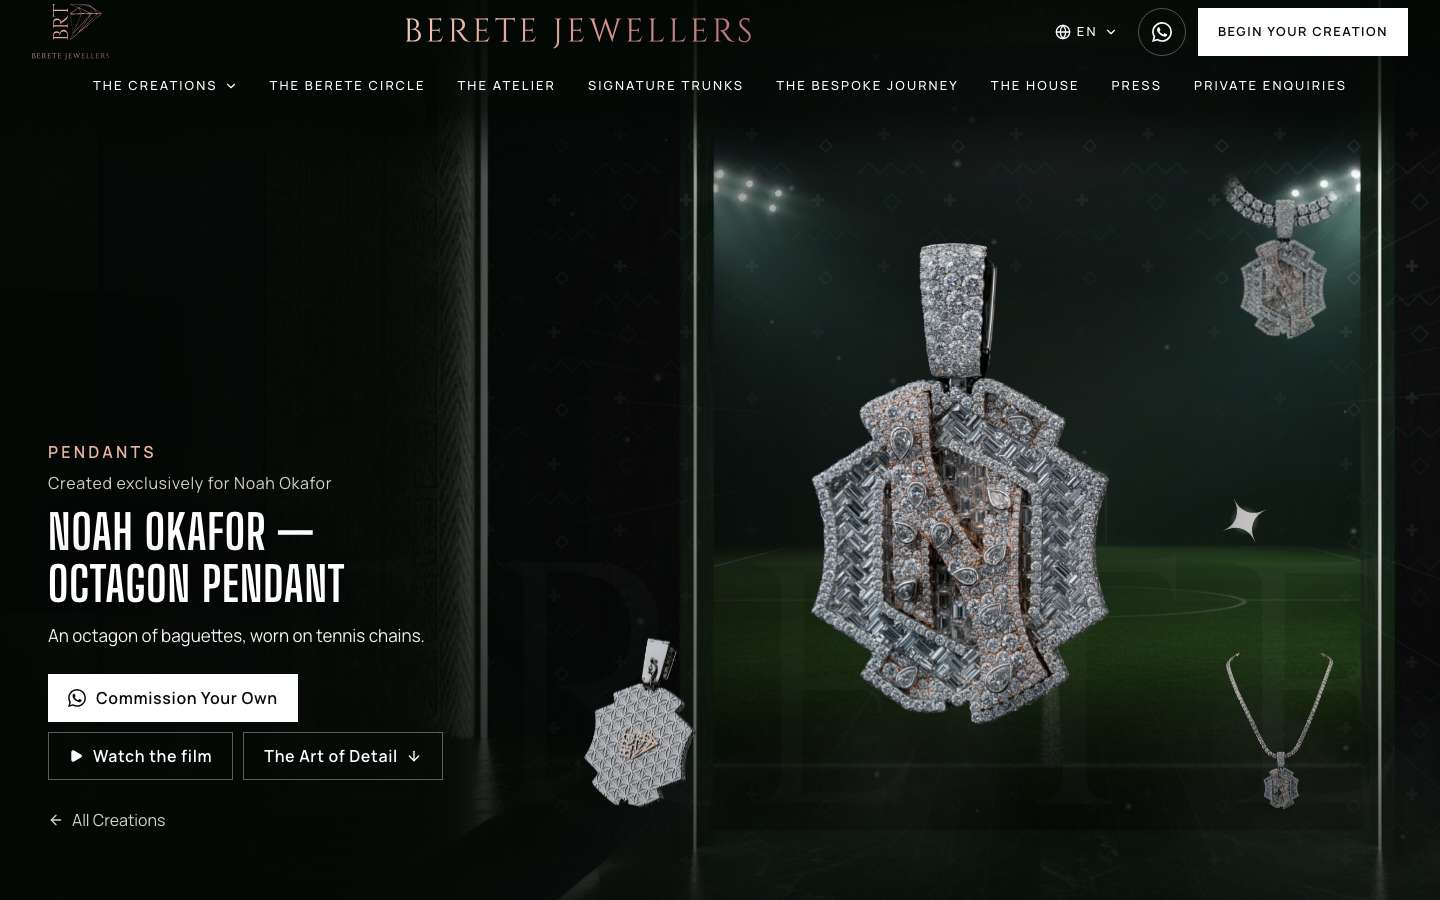 BRT
BERETE JEWELLERS
BERETE JEWELLERS
EN
BEGIN YOUR CREATION
THE CREATIONS
THE BERETE CIRCLE
THE ATELIER
SIGNATURE TRUNKS
THE BESPOKE JOURNEY
THE HOUSE
PRESS
PRIVATE ENQUIRIES
PENDANTS
Created exclusively for Noah Okafor
NOAH OKAFOR —
OCTAGON PENDANT
An octagon of baguettes, worn on tennis chains.
Commission Your Own
Watch the film
The Art of Detail
All Creations